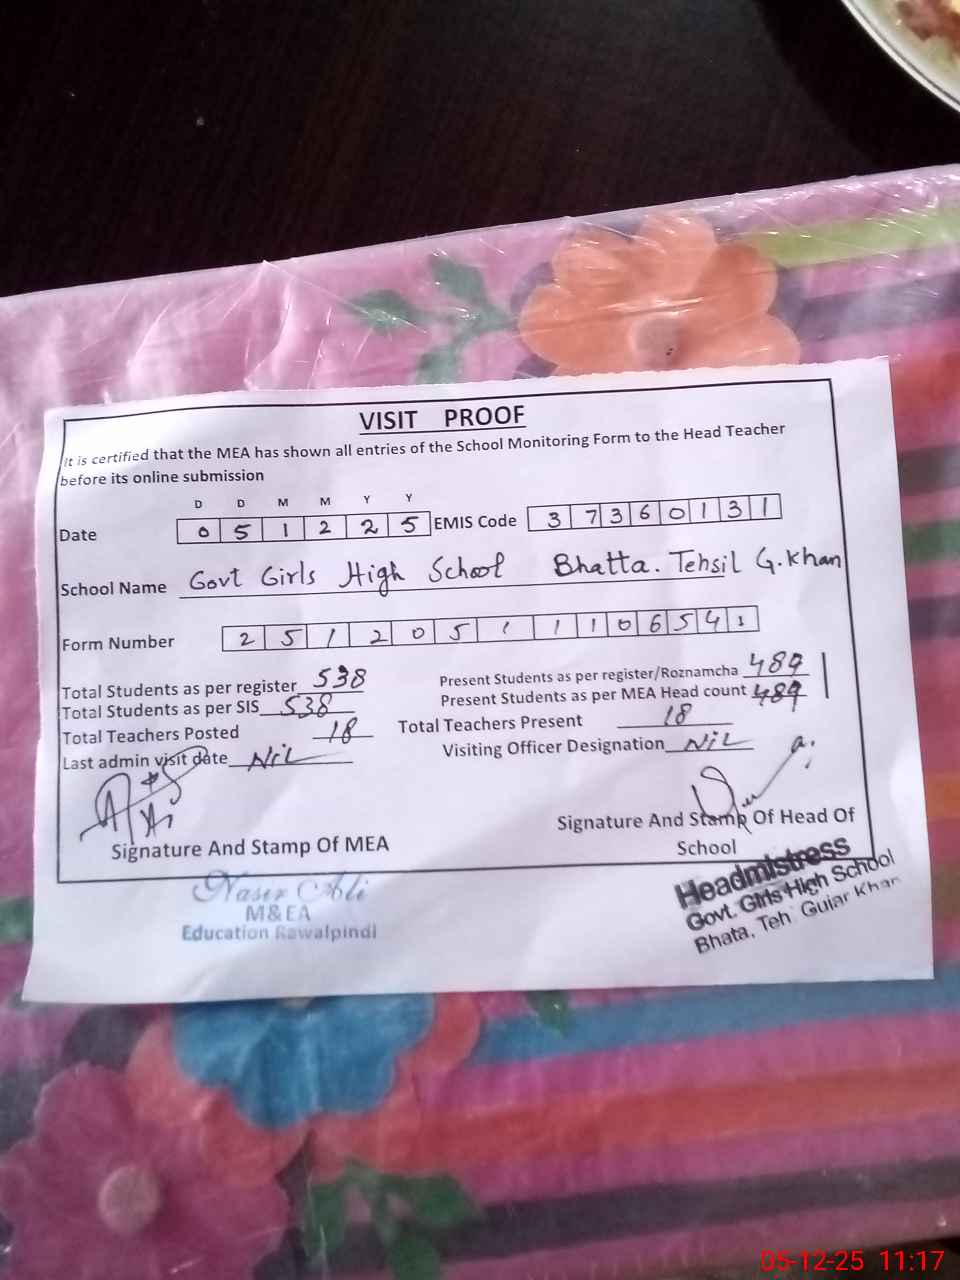 VISIT PROOF
It is certified that the MEA has shown all entries of the School Monitoring Form to the Head Teacher
before its online submission
D D M M Y Y
Date 0 5 1 2 2 5 EMIS Code 3 7 3 6 0 1 3 1
School Name Govt Girls High School Bhatta. Tehsil G.Khan
Form Number 2 5 1 2 0 5 1 1 1 0 6 5 4 1
Total Students as per register 538 Present Students as per register/Roznamcha 489
Total Students as per SIS 538 Present Students as per MEA Head count 489
Total Teachers Posted 18 Total Teachers Present 18
Last admin visit date Nil Visiting Officer Designation Nil
Signature And Stamp Of MEA Signature And Stamp Of Head Of
School
Nasir Ali
M&EA
Education Rawalpindi
Headmistress
Govt. Girls High School
Bhata, Teh Gujar Khan
05-12-25 11:17